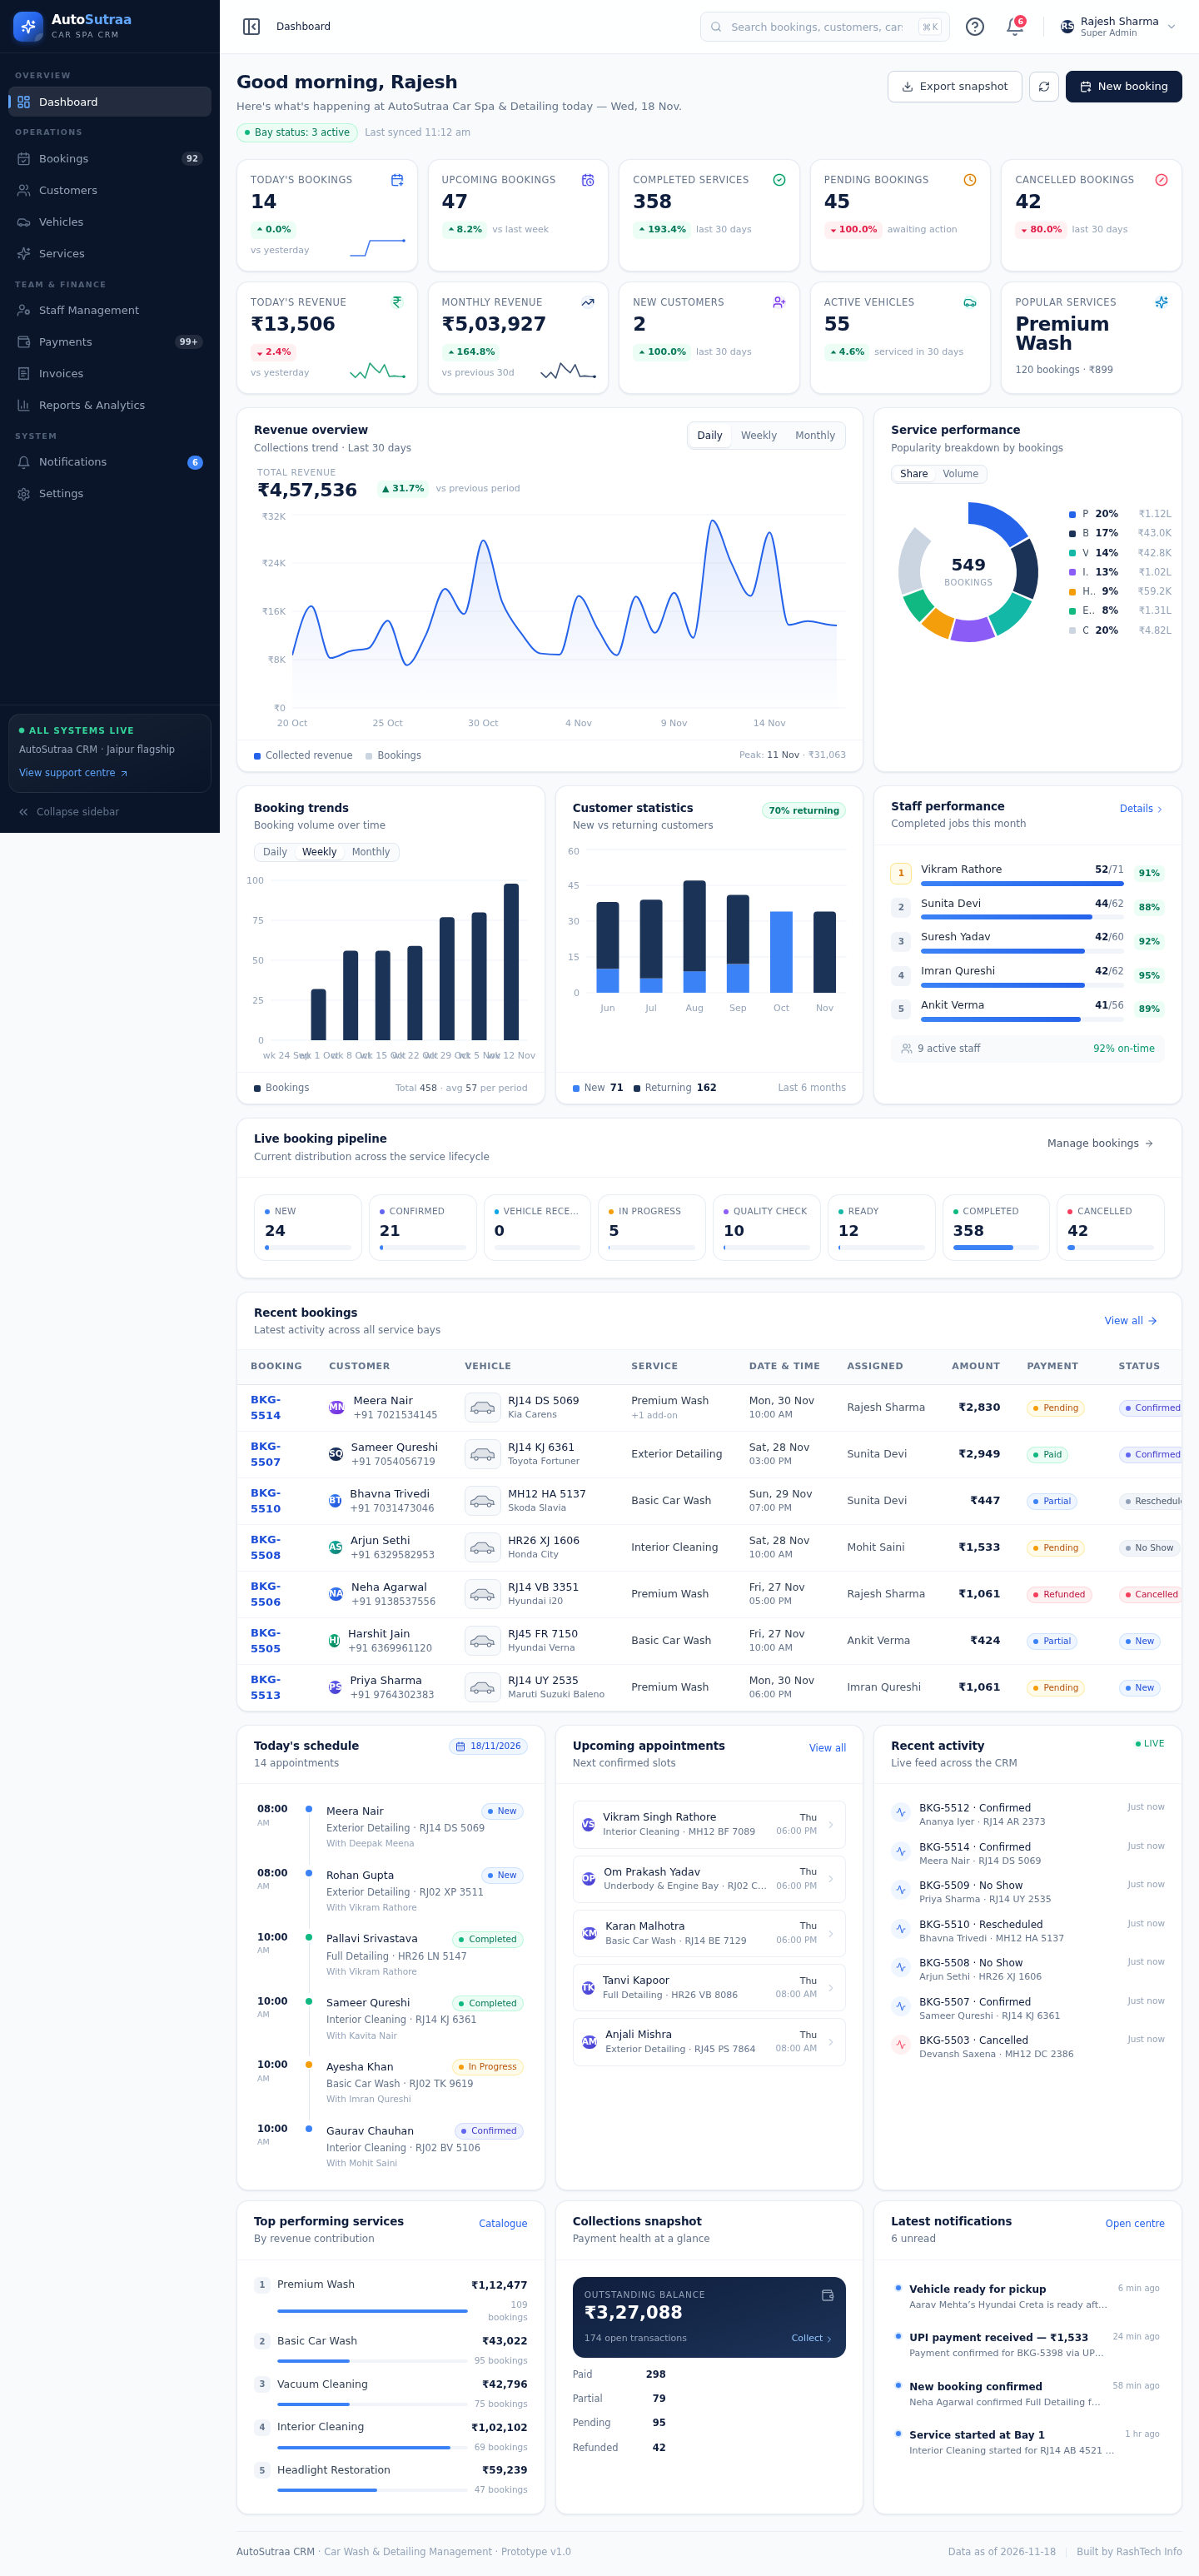 AutoSutraa
CAR SPA CRM
OVERVIEW
Dashboard
OPERATIONS
Bookings 92
Customers
Vehicles
Services
TEAM & FINANCE
Staff Management
Payments 99+
Invoices
Reports & Analytics
SYSTEM
Notifications 6
Settings
ALL SYSTEMS LIVE
AutoSutraa CRM · Jaipur flagship
View support centre
Collapse sidebar
Dashboard
Search bookings, customers, car
⌘K
6
RS
Rajesh Sharma
Super Admin
Good morning, Rajesh
Here's what's happening at AutoSutraa Car Spa & Detailing today — Wed, 18 Nov.
Bay status: 3 active Last synced 11:12 am
Export snapshot
New booking
TODAY'S BOOKINGS
14
0.0%
vs yesterday
UPCOMING BOOKINGS
47
8.2% vs last week
COMPLETED SERVICES
358
193.4% last 30 days
PENDING BOOKINGS
45
100.0% awaiting action
CANCELLED BOOKINGS
42
80.0% last 30 days
TODAY'S REVENUE
₹13,506
2.4%
vs yesterday
MONTHLY REVENUE
₹5,03,927
164.8%
vs previous 30d
NEW CUSTOMERS
2
100.0% last 30 days
ACTIVE VEHICLES
55
4.6% serviced in 30 days
POPULAR SERVICES
Premium
Wash
120 bookings · ₹899
Revenue overview
Collections trend · Last 30 days
Daily Weekly Monthly
TOTAL REVENUE
₹4,57,536 ▲ 31.7% vs previous period
₹32K
₹24K
₹16K
₹8K
₹0
20 Oct 25 Oct 30 Oct 4 Nov 9 Nov 14 Nov
Collected revenue Bookings Peak: 11 Nov · ₹31,063
Service performance
Popularity breakdown by bookings
Share Volume
549
BOOKINGS
P 20% ₹1.12L
B 17% ₹43.0K
V 14% ₹42.8K
I. 13% ₹1.02L
H.. 9% ₹59.2K
E.. 8% ₹1.31L
C 20% ₹4.82L
Booking trends
Booking volume over time
Daily Weekly Monthly
100
75
50
25
0
wk 24 Sep wk 1 Oct wk 8 Oct wk 15 Oct wk 22 Oct wk 29 Oct wk 5 Nov wk 12 Nov
Bookings Total 458 · avg 57 per period
Customer statistics
New vs returning customers
70% returning
60
45
30
15
0
Jun Jul Aug Sep Oct Nov
New 71 Returning 162 Last 6 months
Staff performance
Completed jobs this month
Details
1 Vikram Rathore 52/71 91%
2 Sunita Devi 44/62 88%
3 Suresh Yadav 42/60 92%
4 Imran Qureshi 42/62 95%
5 Ankit Verma 41/56 89%
9 active staff 92% on-time
Live booking pipeline
Current distribution across the service lifecycle
Manage bookings
NEW
24
CONFIRMED
21
VEHICLE RECE...
0
IN PROGRESS
5
QUALITY CHECK
10
READY
12
COMPLETED
358
CANCELLED
42
Recent bookings
Latest activity across all service bays
View all
BOOKING CUSTOMER VEHICLE SERVICE DATE & TIME ASSIGNED AMOUNT PAYMENT STATUS
BKG- MN Meera Nair RJ14 DS 5069 Premium Wash Mon, 30 Nov Rajesh Sharma ₹2,830 Pending Confirmed
5514 +91 7021534145 Kia Carens +1 add-on 10:00 AM
BKG- SQ Sameer Qureshi RJ14 KJ 6361 Exterior Detailing Sat, 28 Nov Sunita Devi ₹2,949 Paid Confirmed
5507 +91 7054056719 Toyota Fortuner 03:00 PM
BKG- BT Bhavna Trivedi MH12 HA 5137 Basic Car Wash Sun, 29 Nov Sunita Devi ₹447 Partial Reschedul
5510 +91 7031473046 Skoda Slavia 07:00 PM
BKG- AS Arjun Sethi HR26 XJ 1606 Interior Cleaning Sat, 28 Nov Mohit Saini ₹1,533 Pending No Show
5508 +91 6329582953 Honda City 10:00 AM
BKG- NA Neha Agarwal RJ14 VB 3351 Premium Wash Fri, 27 Nov Rajesh Sharma ₹1,061 Refunded Cancelled
5506 +91 9138537556 Hyundai i20 05:00 PM
BKG- HJ Harshit Jain RJ45 FR 7150 Basic Car Wash Fri, 27 Nov Ankit Verma ₹424 Partial New
5505 +91 6369961120 Hyundai Verna 10:00 AM
BKG- PS Priya Sharma RJ14 UY 2535 Premium Wash Mon, 30 Nov Imran Qureshi ₹1,061 Pending New
5513 +91 9764302383 Maruti Suzuki Baleno 06:00 PM
Today's schedule
14 appointments
18/11/2026
08:00 Meera Nair New
AM Exterior Detailing · RJ14 DS 5069
With Deepak Meena
08:00 Rohan Gupta New
AM Exterior Detailing · RJ02 XP 3511
With Vikram Rathore
10:00 Pallavi Srivastava Completed
AM Full Detailing · HR26 LN 5147
With Vikram Rathore
10:00 Sameer Qureshi Completed
AM Interior Cleaning · RJ14 KJ 6361
With Kavita Nair
10:00 Ayesha Khan In Progress
AM Basic Car Wash · RJ02 TK 9619
With Imran Qureshi
10:00 Gaurav Chauhan Confirmed
AM Interior Cleaning · RJ02 BV 5106
With Mohit Saini
Upcoming appointments
Next confirmed slots
View all
VS Vikram Singh Rathore Thu
Interior Cleaning · MH12 BF 7089 06:00 PM
OP Om Prakash Yadav Thu
Underbody & Engine Bay · RJ02 C... 06:00 PM
KM Karan Malhotra Thu
Basic Car Wash · RJ14 BE 7129 06:00 PM
TK Tanvi Kapoor Thu
Full Detailing · HR26 VB 8086 08:00 AM
AM Anjali Mishra Thu
Exterior Detailing · RJ45 PS 7864 08:00 AM
Recent activity
Live feed across the CRM
LIVE
BKG-5512 · Confirmed Just now
Ananya Iyer · RJ14 AR 2373
BKG-5514 · Confirmed Just now
Meera Nair · RJ14 DS 5069
BKG-5509 · No Show Just now
Priya Sharma · RJ14 UY 2535
BKG-5510 · Rescheduled Just now
Bhavna Trivedi · MH12 HA 5137
BKG-5508 · No Show Just now
Arjun Sethi · HR26 XJ 1606
BKG-5507 · Confirmed Just now
Sameer Qureshi · RJ14 KJ 6361
BKG-5503 · Cancelled Just now
Devansh Saxena · MH12 DC 2386
Top performing services
By revenue contribution
Catalogue
1 Premium Wash ₹1,12,477
109
bookings
2 Basic Car Wash ₹43,022
95 bookings
3 Vacuum Cleaning ₹42,796
75 bookings
4 Interior Cleaning ₹1,02,102
69 bookings
5 Headlight Restoration ₹59,239
47 bookings
Collections snapshot
Payment health at a glance
OUTSTANDING BALANCE
₹3,27,088
174 open transactions Collect
Paid 298
Partial 79
Pending 95
Refunded 42
Latest notifications
6 unread
Open centre
Vehicle ready for pickup 6 min ago
Aarav Mehta's Hyundai Creta is ready aft...
UPI payment received — ₹1,533 24 min ago
Payment confirmed for BKG-5398 via UP...
New booking confirmed 58 min ago
Neha Agarwal confirmed Full Detailing f...
Service started at Bay 1 1 hr ago
Interior Cleaning started for RJ14 AB 4521 ...
AutoSutraa CRM · Car Wash & Detailing Management · Prototype v1.0
Data as of 2026-11-18 Built by RashTech Info